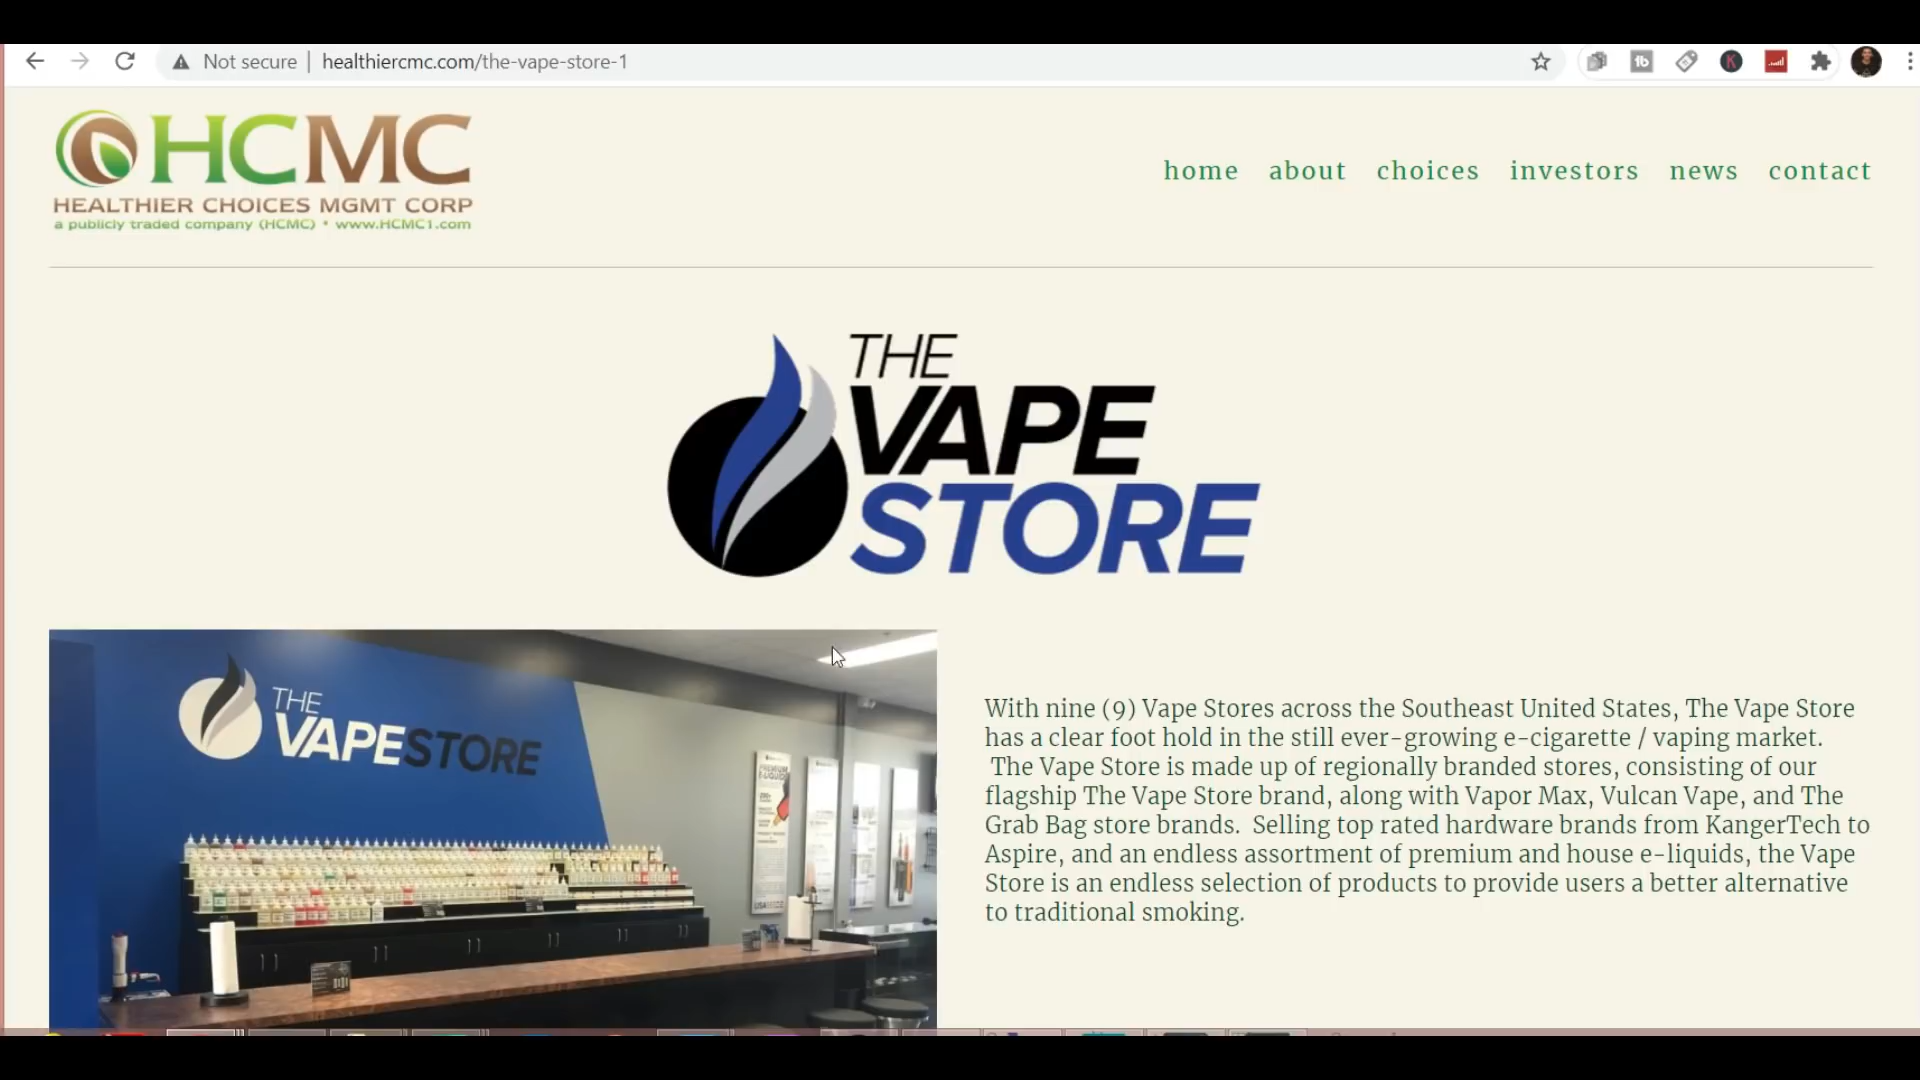 Not secure | healthiercmc.com/the-vape-store-1
HCMC
HEALTHIER CHOICES MGMT CORP
a publicly traded company (HCMC) • www.HCMC1.com
home about choices investors news contact
THE
VAPE
STORE
THE
VAPESTORE
PREMIUM
With nine (9) Vape Stores across the Southeast United States, The Vape Store
has a clear foot hold in the still ever-growing e-cigarette / vaping market.
The Vape Store is made up of regionally branded stores, consisting of our
flagship The Vape Store brand, along with Vapor Max, Vulcan Vape, and The
Grab Bag store brands. Selling top rated hardware brands from KangerTech to
Aspire, and an endless assortment of premium and house e-liquids, the Vape
Store is an endless selection of products to provide users a better alternative
to traditional smoking.